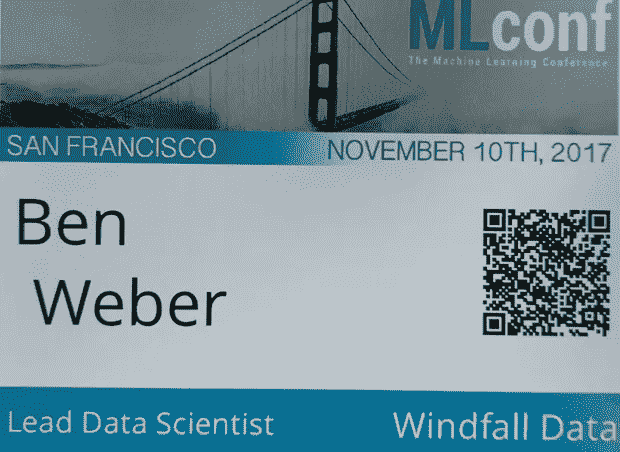 MLconf
The Machine Learning Conference
SAN FRANCISCO NOVEMBER 10TH, 2017
Ben
Weber
Lead Data Scientist Windfall Data